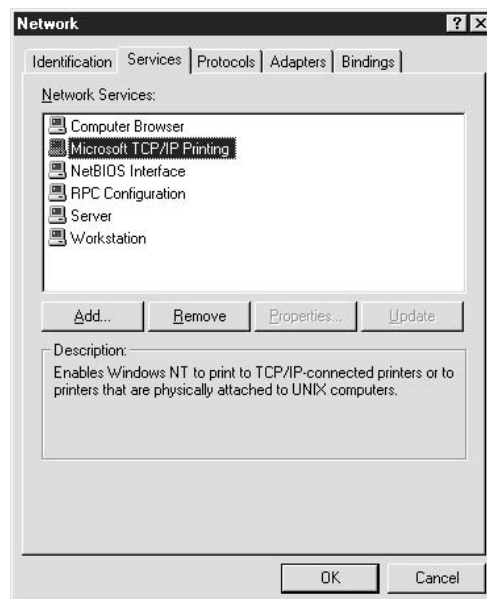 Network
Identification Services Protocols Adapters Bindings
Network Services:
Computer Browser
Microsoft TCP/IP Printing
NetBIOS Interface
RPC Configuration
Server
Workstation
Add... Remove Properties... Update
Description:
Enables Windows NT to print to TCP/IP-connected printers or to
printers that are physically attached to UNIX computers.
OK Cancel